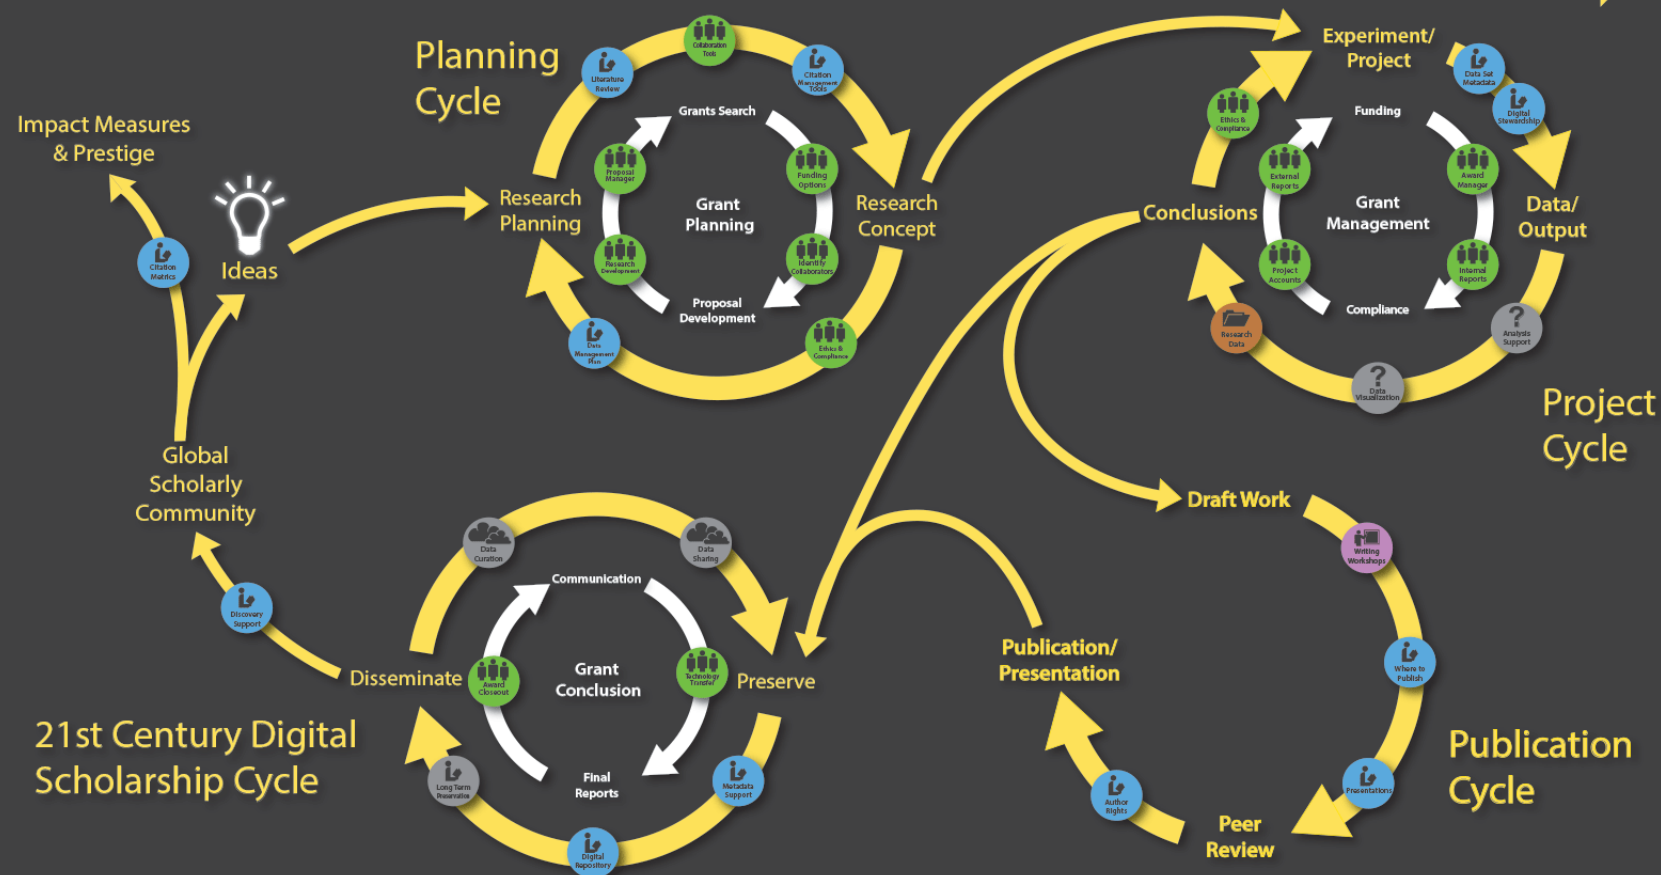 Planning
Cycle
Collaboration
Tools
Literature
Review
Citation
Management
Tools
Grants Search
Proposal
Manager
Funding
Options
Grant
Planning
Research
Planning
Research
Concept
Research
Development
Identify
Collaborators
Proposal
Development
Data
Management
Plan
Ethics &
Compliance
Impact Measures
& Prestige
Citation
Metrics
Ideas
Global
Scholarly
Community
Discovery
Support
Experiment/
Project
Data Set
Metadata
Digital
Stewardship
Ethics &
Compliance
Funding
External
Reports
Award
Manager
Grant
Management
Conclusions
Data/
Output
Project
Accounts
Internal
Reports
Compliance
Research
Data
Analysis
Support
Data
Visualization
Project
Cycle
Draft Work
Writing
Workshops
Where to
Publish
Presentations
Peer
Review
Author
Rights
Publication/
Presentation
Publication
Cycle
Data
Curation
Data
Sharing
Communication
Grant
Conclusion
Award
Closeout
Technology
Transfer
Disseminate
Preserve
Final
Reports
Long Term
Preservation
Metadata
Support
Digital
Repository
21st Century Digital
Scholarship Cycle